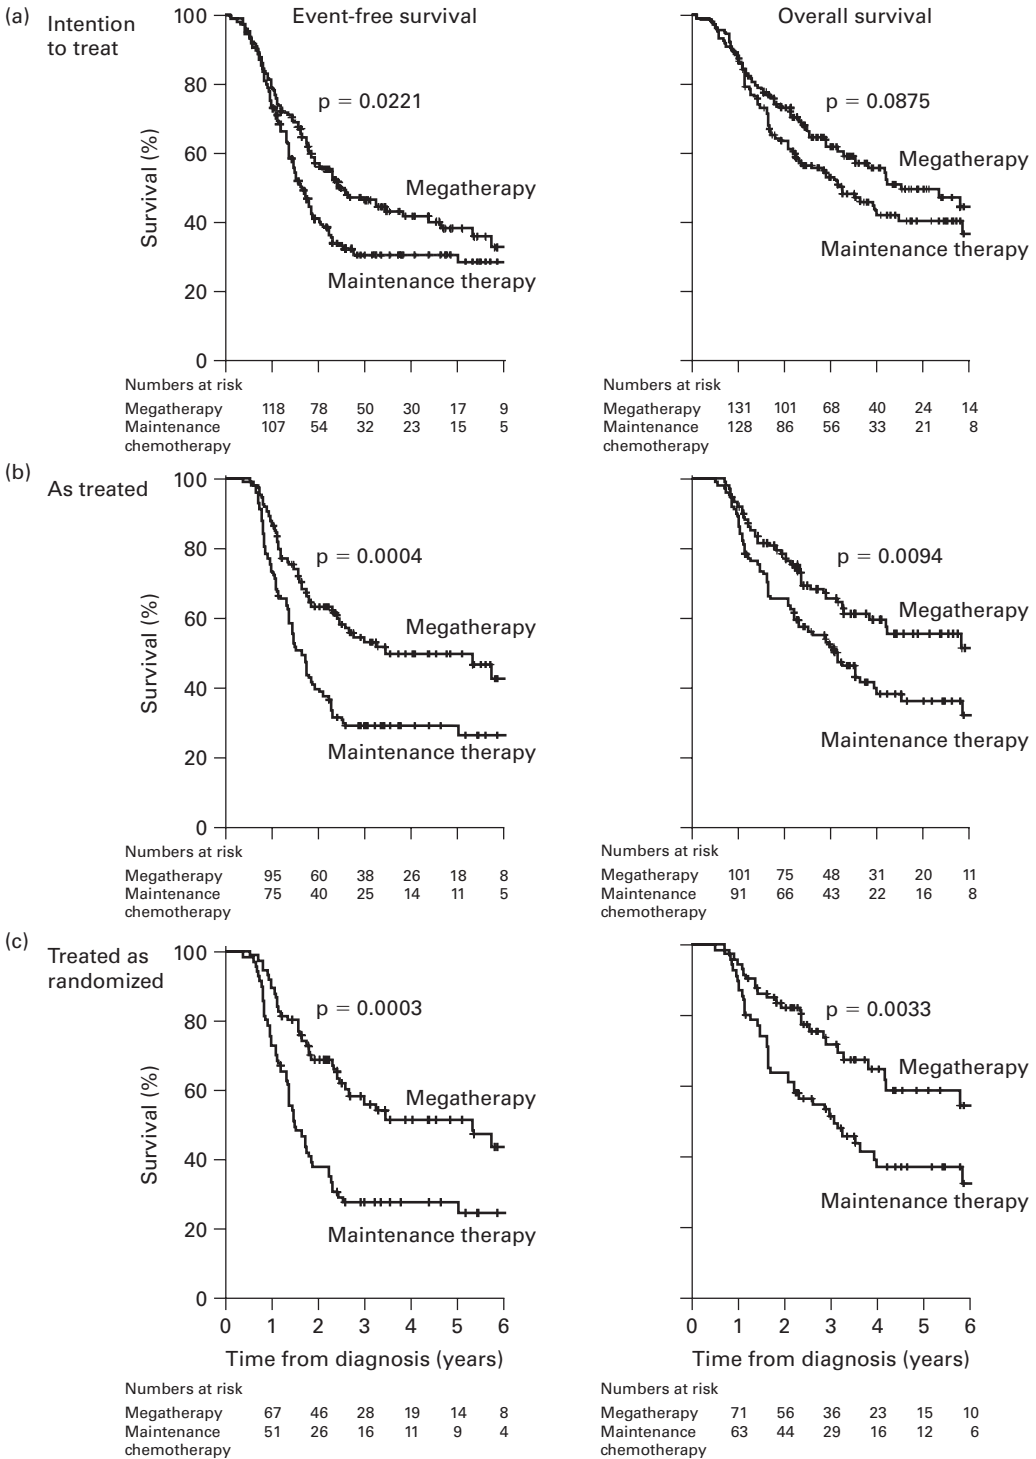 (a)
Intention
to treat
Event-free survival
Overall survival
100
80
60
40
20
0
Survival (%)
p = 0.0221
Megatherapy
Maintenance therapy
p = 0.0875
Megatherapy
Maintenance therapy
Numbers at risk
Megatherapy 118 78 50 30 17 9
Maintenance 107 54 32 23 15 5
chemotherapy
Numbers at risk
Megatherapy 131 101 68 40 24 14
Maintenance 128 86 56 33 21 8
chemotherapy
(b)
As treated
100
80
60
40
20
0
Survival (%)
p = 0.0004
Megatherapy
Maintenance therapy
p = 0.0094
Megatherapy
Maintenance therapy
Numbers at risk
Megatherapy 95 60 38 26 18 8
Maintenance 75 40 25 14 11 5
chemotherapy
Numbers at risk
Megatherapy 101 75 48 31 20 11
Maintenance 91 66 43 22 16 8
chemotherapy
(c)
Treated as
randomized
100
80
60
40
20
0
Survival (%)
p = 0.0003
Megatherapy
Maintenance therapy
0 1 2 3 4 5 6
Time from diagnosis (years)
p = 0.0033
Megatherapy
Maintenance therapy
0 1 2 3 4 5 6
Time from diagnosis (years)
Numbers at risk
Megatherapy 67 46 28 19 14 8
Maintenance 51 26 16 11 9 4
chemotherapy
Numbers at risk
Megatherapy 71 56 36 23 15 10
Maintenance 63 44 29 16 12 6
chemotherapy